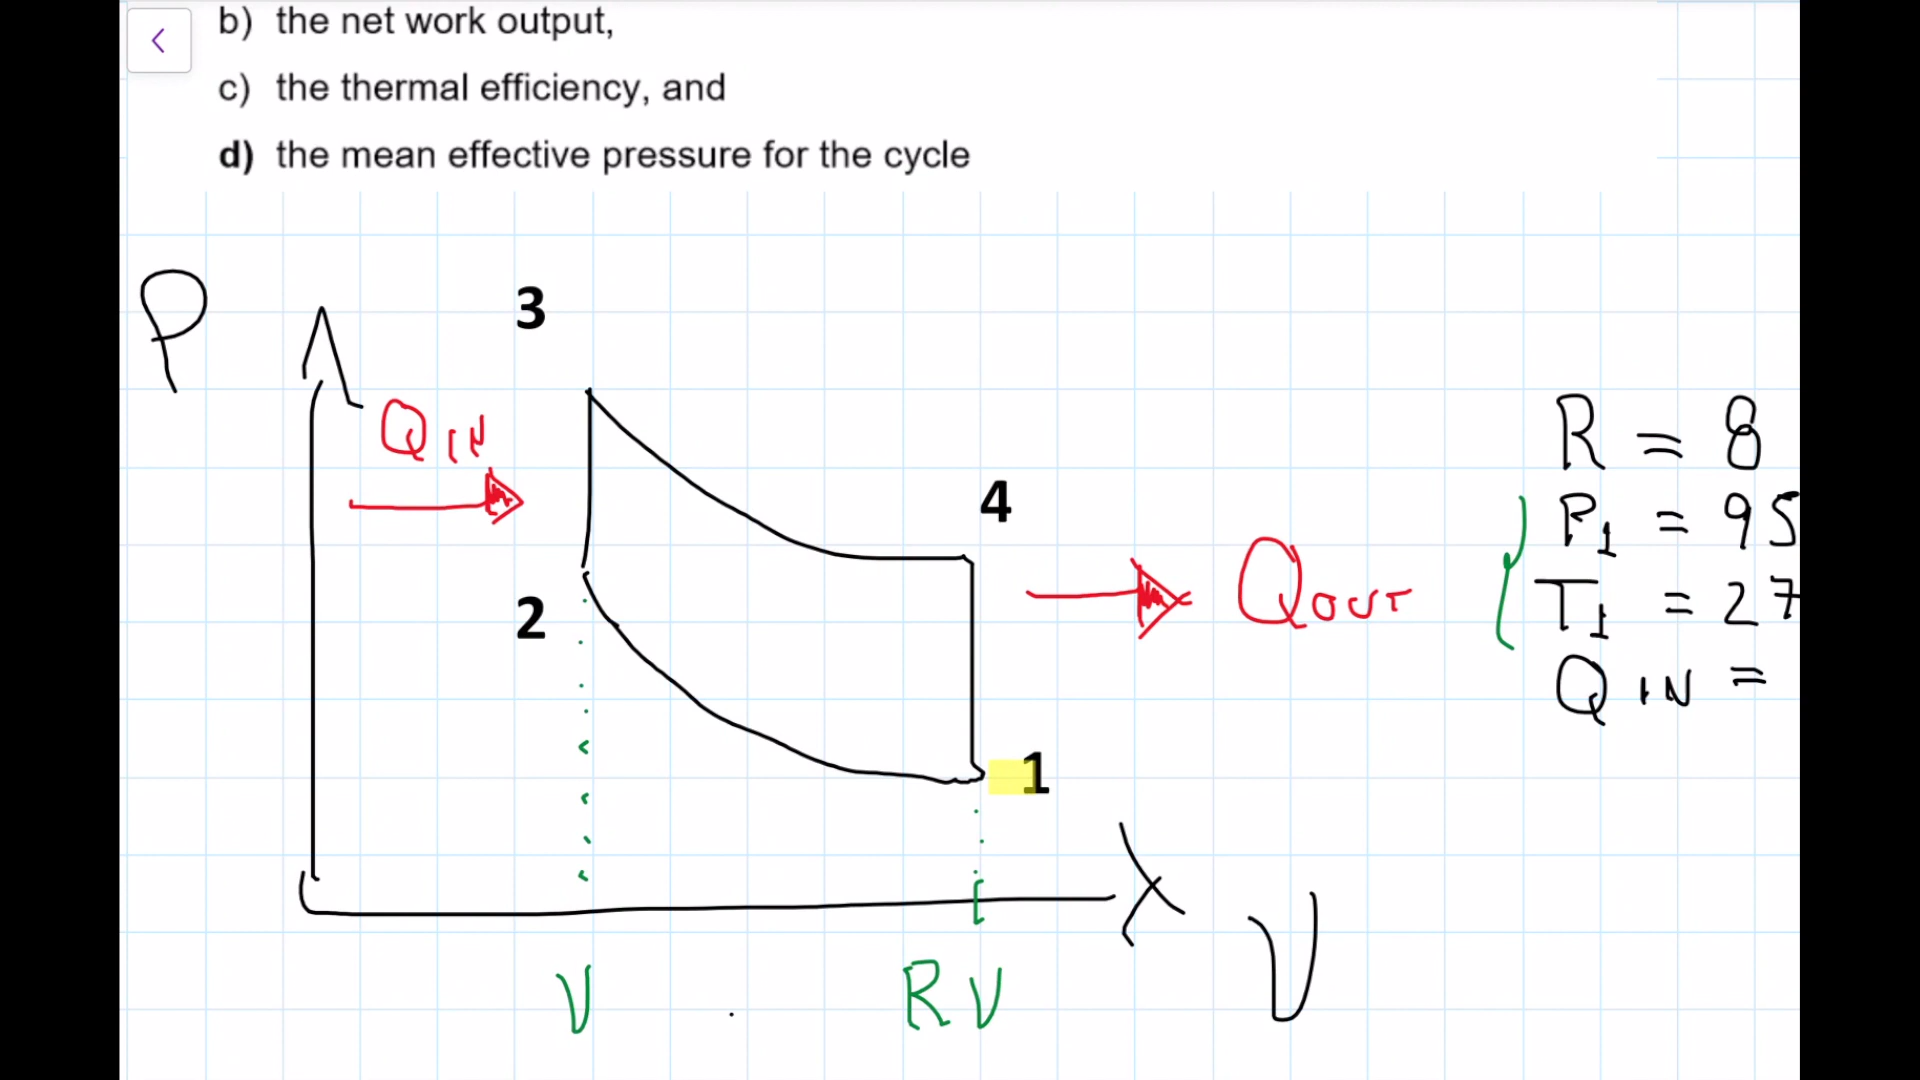 b) the net work output,
c) the thermal efficiency, and
d) the mean effective pressure for the cycle
P
3
Q IN
4
R = 8
P1 = 95
Q OUT
T1 = 27
2
Q IN =
1
V
RV
V